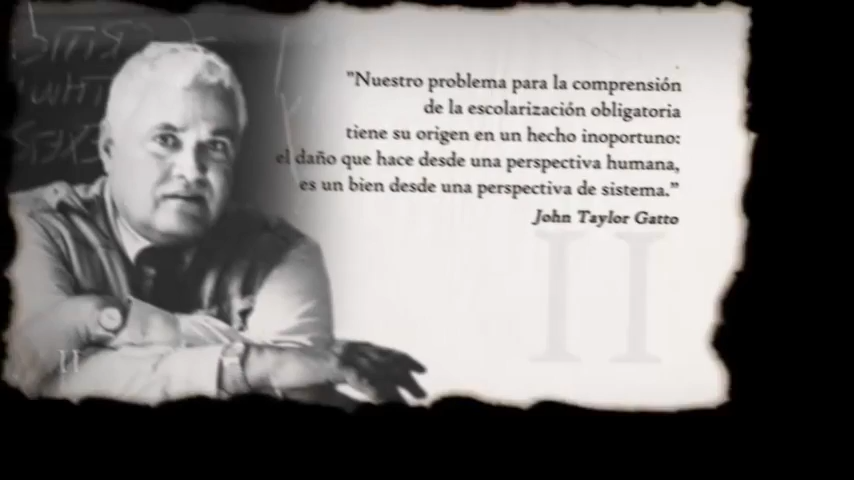 "Nuestro problema para la comprensión
de la escolarización obligatoria
tiene su origen en un hecho inoportuno:
el daño que hace desde una perspectiva humana,
es un bien desde una perspectiva de sistema.”
John Taylor Gatto
II
II